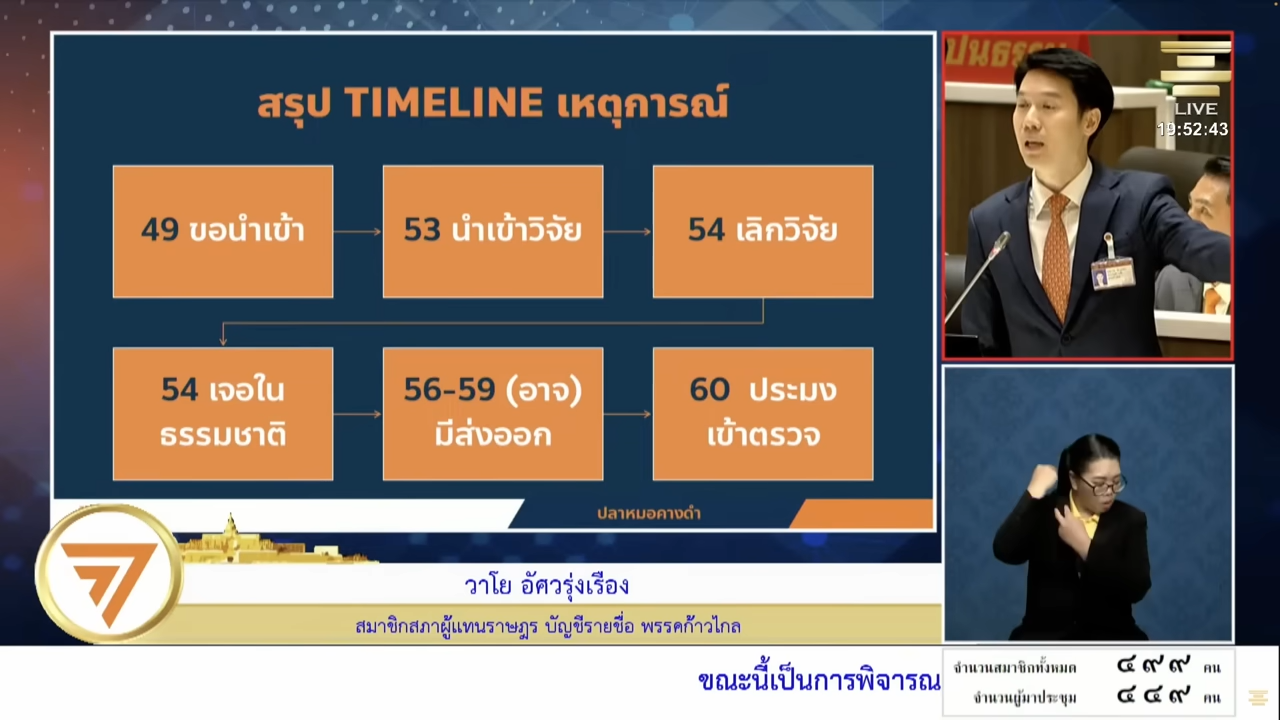 สรุป TIMELINE เหตุการณ์
49 ขอนำเข้า
53 นำเข้าวิจัย
54 เลิกวิจัย
54 เจอใน
ธรรมชาติ
56-59 (อาจ)
มีส่งออก
60 ประมง
เข้าตรวจ
ปลาหมอคางดำ
LIVE
19:52:43
วาโย อัศวรุ่งเรือง
สมาชิกสภาผู้แทนราษฎร บัญชีรายชื่อ พรรคก้าวไกล
ขณะนี้เป็นการพิจารณ
จำนวนสมาชิกทั้งหมด ๔๙๙ คน
จำนวนผู้มาประชุม ๔๔๙ คน